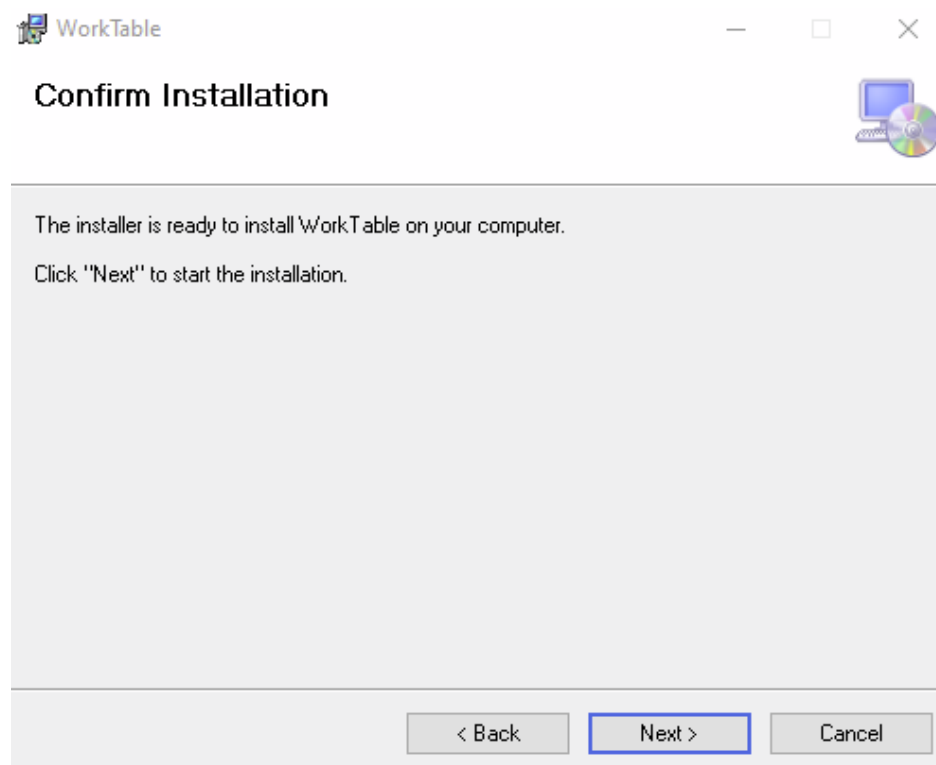 WorkTable
Confirm Installation
The installer is ready to install WorkTable on your computer.
Click "Next" to start the installation.
< Back
Next >
Cancel